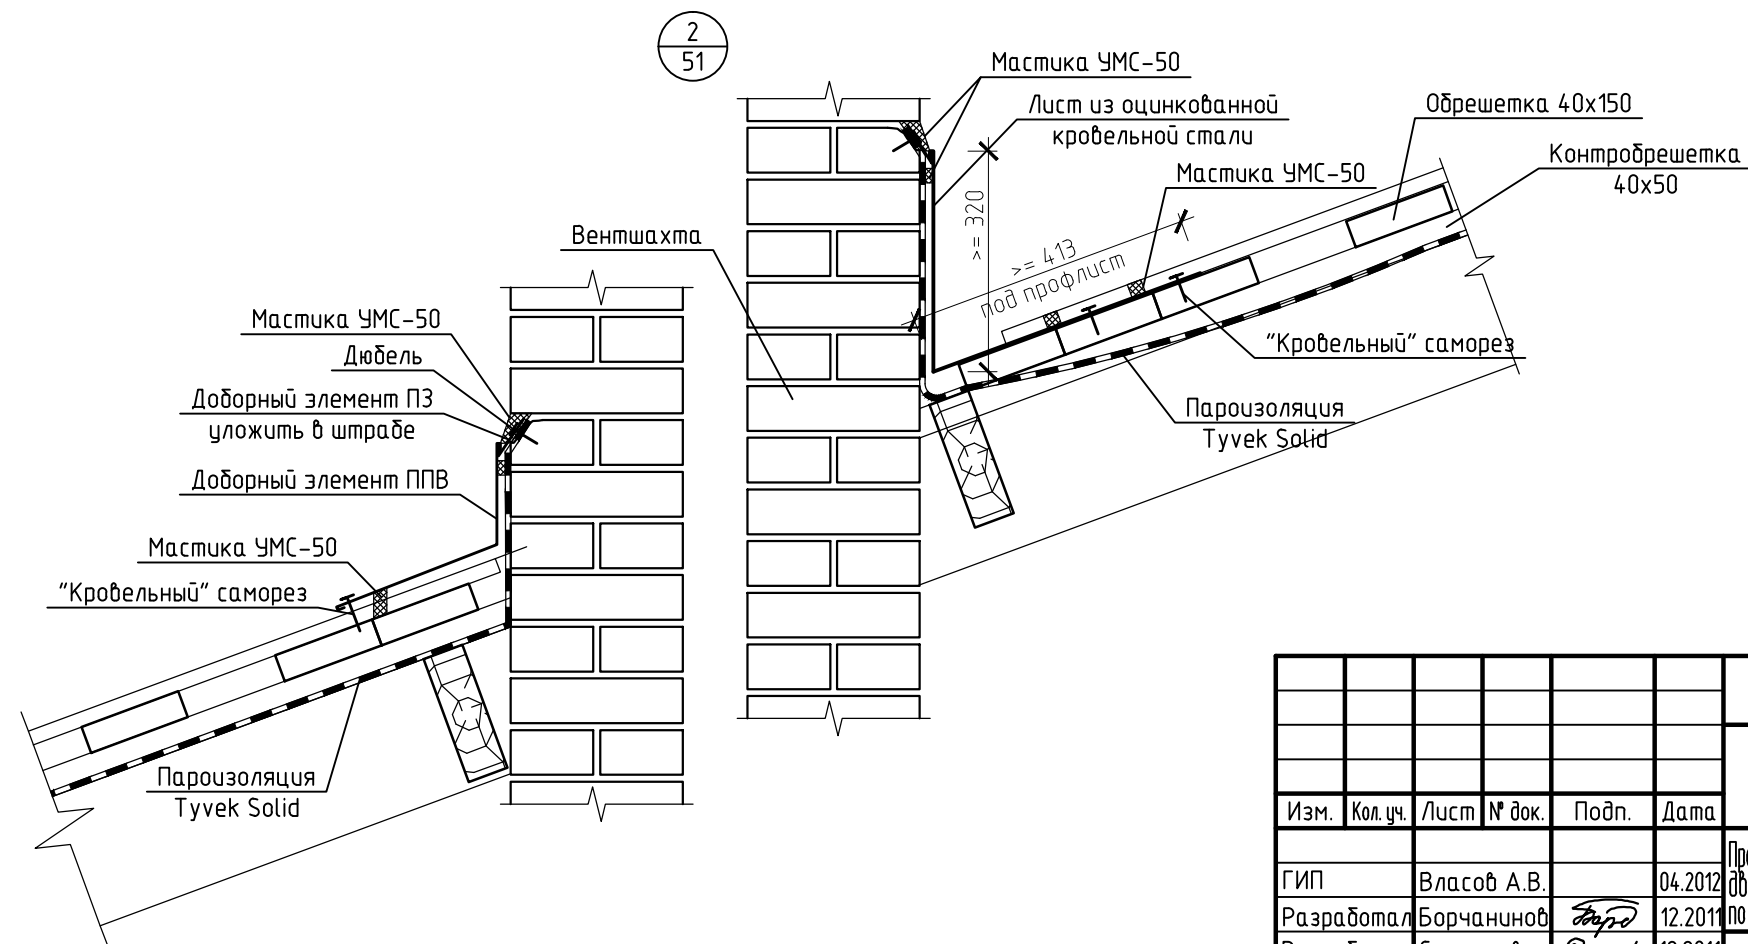 2
51
Мастика УМС-50
Лист из оцинкованной
кровельной стали
Обрешетка 40х150
Контробрешетка
40х50
Мастика УМС-50
>= 320
>= 413
под профлист
Вентшахта
Мастика УМС-50
Дюбель
Доборный элемент ПЗ
уложить в штрабе
Доборный элемент ППВ
Мастика УМС-50
"Кровельный" саморез
"Кровельный" саморез
Пароизоляция
Tyvek Solid
Пароизоляция
Tyvek Solid
Изм. Кол. уч. Лист № док. Подп. Дата
ГИП Власов А.В. 04.2012
Разработал Борчанинов 12.2011
по